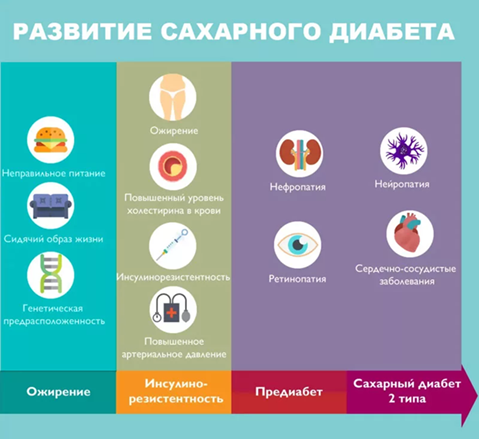 РАЗВИТИЕ САХАРНОГО ДИАБЕТА
Неправильное питание
Сидячий образ жизни
Генетическая
предрасположенность
Ожирение
Повышенный уровень
холестирина в крови
Инсулинорезистентность
Повышенное
артериальное давление
Нефропатия
Ретинопатия
Нейропатия
Сердечно-сосудистые
заболевания
Ожирение
Инсулино-
резистентность
Предиабет
Сахарный диабет
2 типа